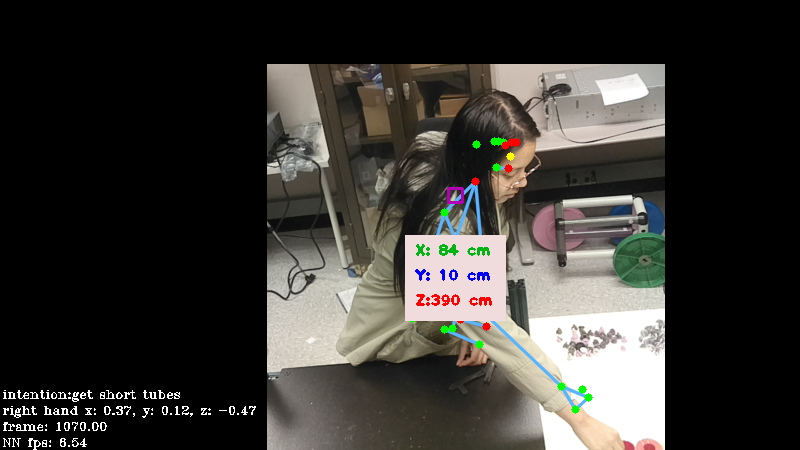 X: 84 cm
Y: 10 cm
Z:390 cm
intention:get short tubes
right hand x: 0.37, y: 0.12, z: -0.47
frame: 1070.00
NN fps: 6.54